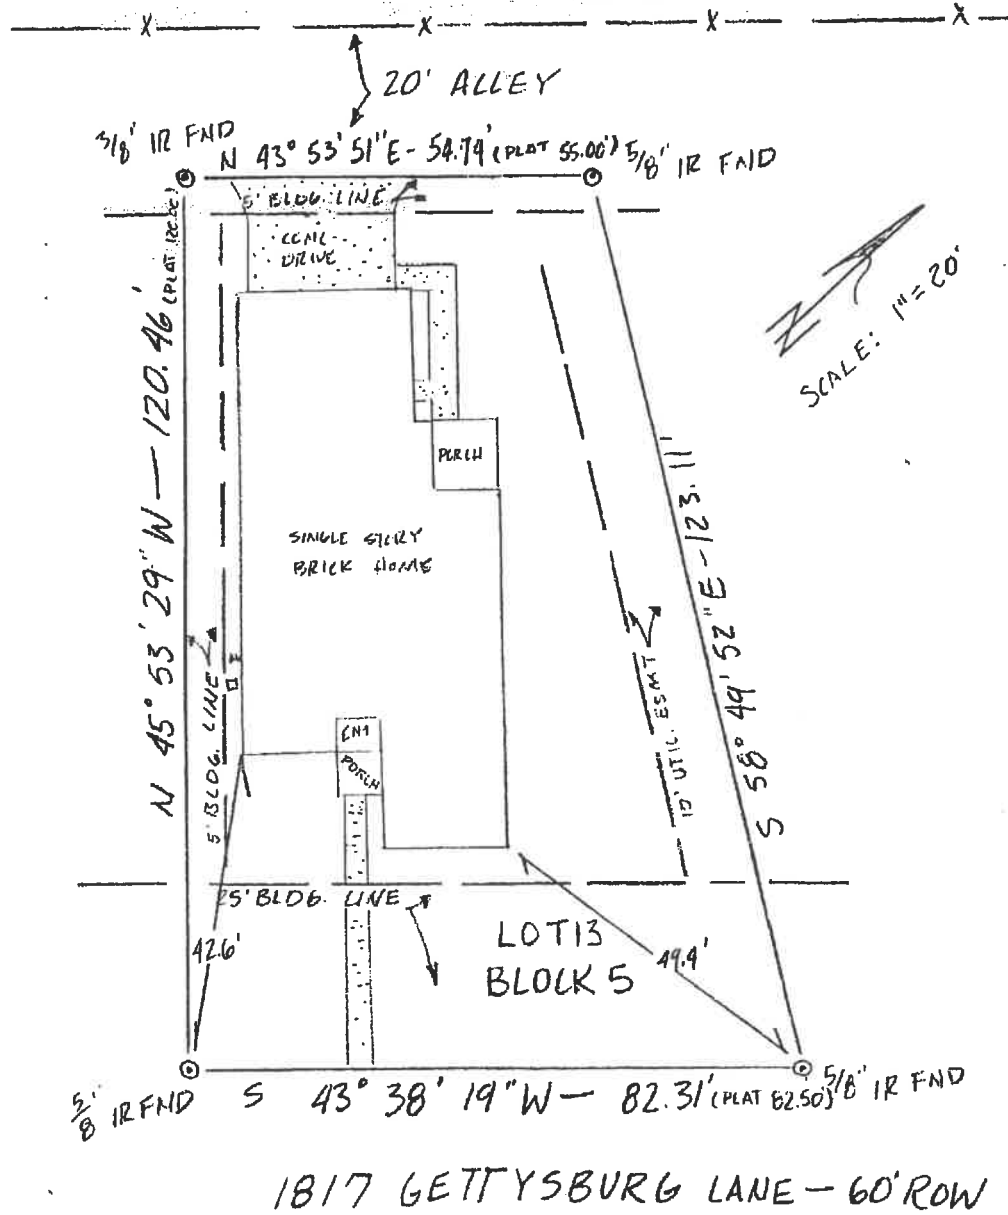 X X X X
20' ALLEY
3/8' IR FND
N 43° 53' 51" E - 54.74' (PLAT 55.00')
5/8" IR FND
5' BLDG. LINE
CONC
DRIVE
N 45° 53' 29" W — 120.46'
SCALE: 1" = 20'
N
PORCH
SINGLE STORY
BRICK HOME
S 58° 49' 52" E - 123.11'
10' UTIL. ESMT
5' BLDG. LINE
E
ENT
PORCH
25' BLDG. LINE
42.6'
LOT 13
BLOCK 5
49.4'
5/8' IR FND
S 43° 38' 19" W — 82.31' (PLAT 82.50')
5/8" IR FND
1817 GETTYSBURG LANE — 60' ROW